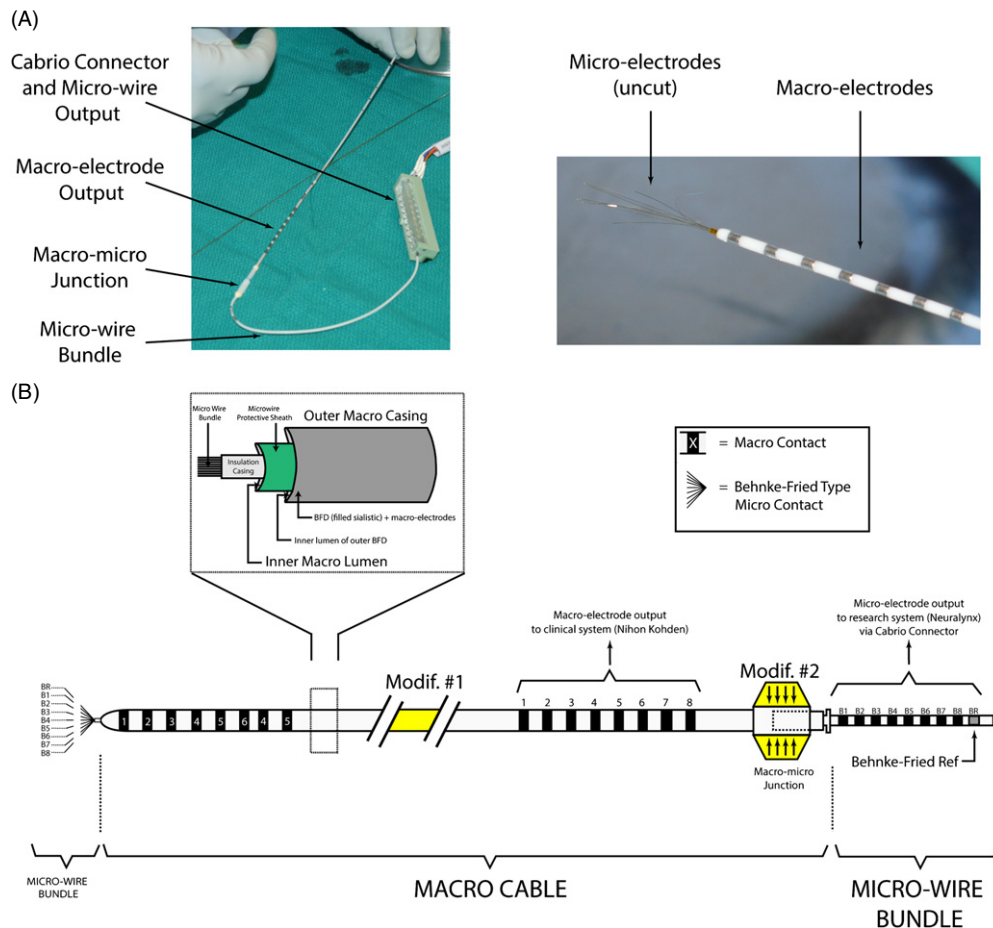 (A)
Cabrio Connector
and Micro-wire
Output
Macro-electrode
Output
Macro-micro
Junction
Micro-wire
Bundle
Micro-electrodes
(uncut)
Macro-electrodes
(B)
Micro Wire
Bundle
Microwire
Protective Sheath
Outer Macro Casing
Insulation
Casing
BFD (filled sialistic) + macro-electrodes
Inner lumen of outer BFD
Inner Macro Lumen
X = Macro Contact
= Behnke-Fried Type
Micro Contact
Macro-electrode output
to clinical system (Nihon Kohden)
Micro-electrode output
to research system (Neuralynx)
via Cabrio Connector
BR
B1
B2
B3
B4
B5
B6
B7
B8
1 2 3 4 5 6 4 5
Modif. #1
1 2 3 4 5 6 7 8
Modif. #2
Macro-micro
Junction
B1 B2 B3 B4 B5 B6 B7 B8 BR
Behnke-Fried Ref
MICRO-WIRE
BUNDLE
MACRO CABLE
MICRO-WIRE
BUNDLE